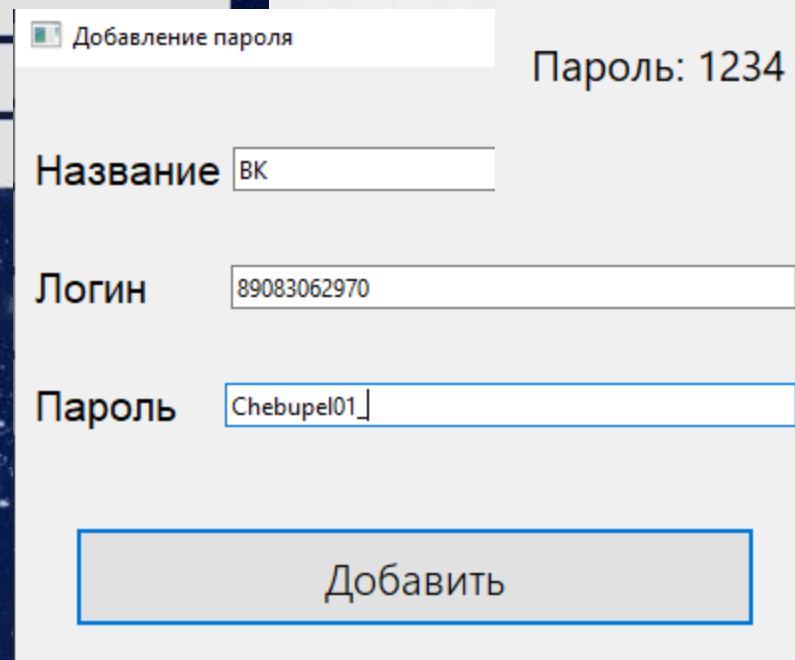 Добавление пароля
Пароль: 1234
Название ВК
Логин 89083062970
Пароль Chebupel01_
Добавить